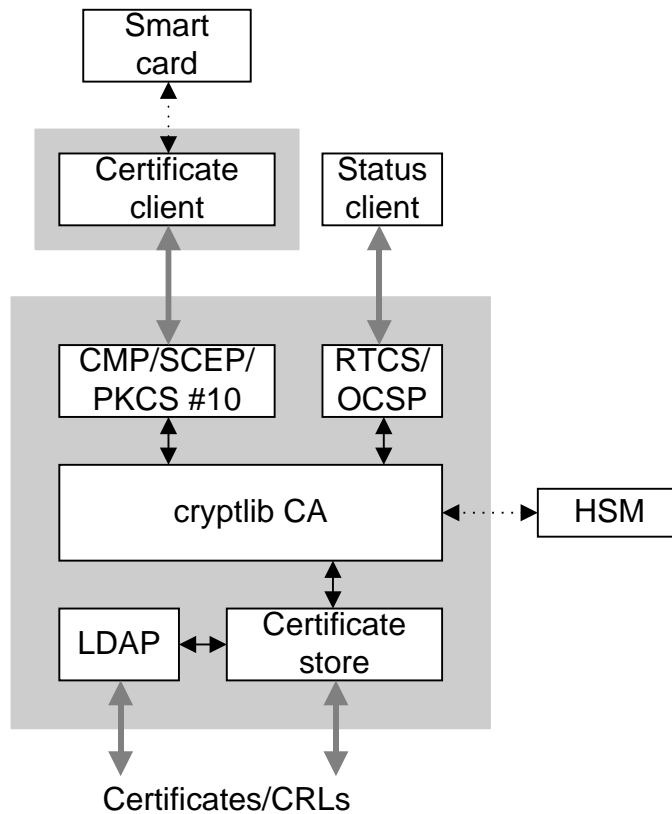 Smart
card
Certificate
client
Status
client
CMP/SCEP/
PKCS #10
RTCS/
OCSP
cryptlib CA
HSM
LDAP
Certificate
store
Certificates/CRLs